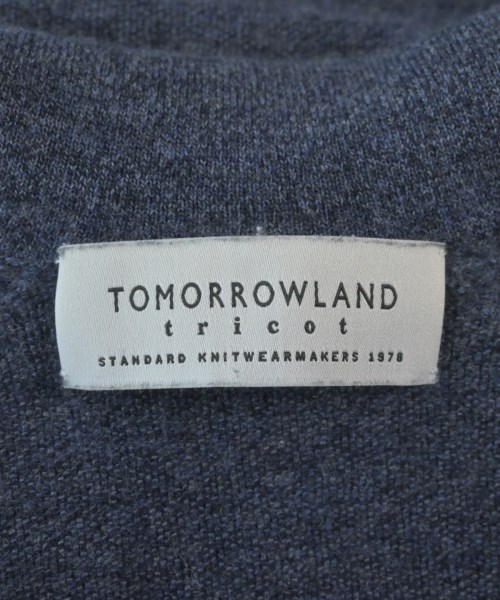 TOMORROWLAND
tricot
STANDARD KNITWEARMAKERS 1978